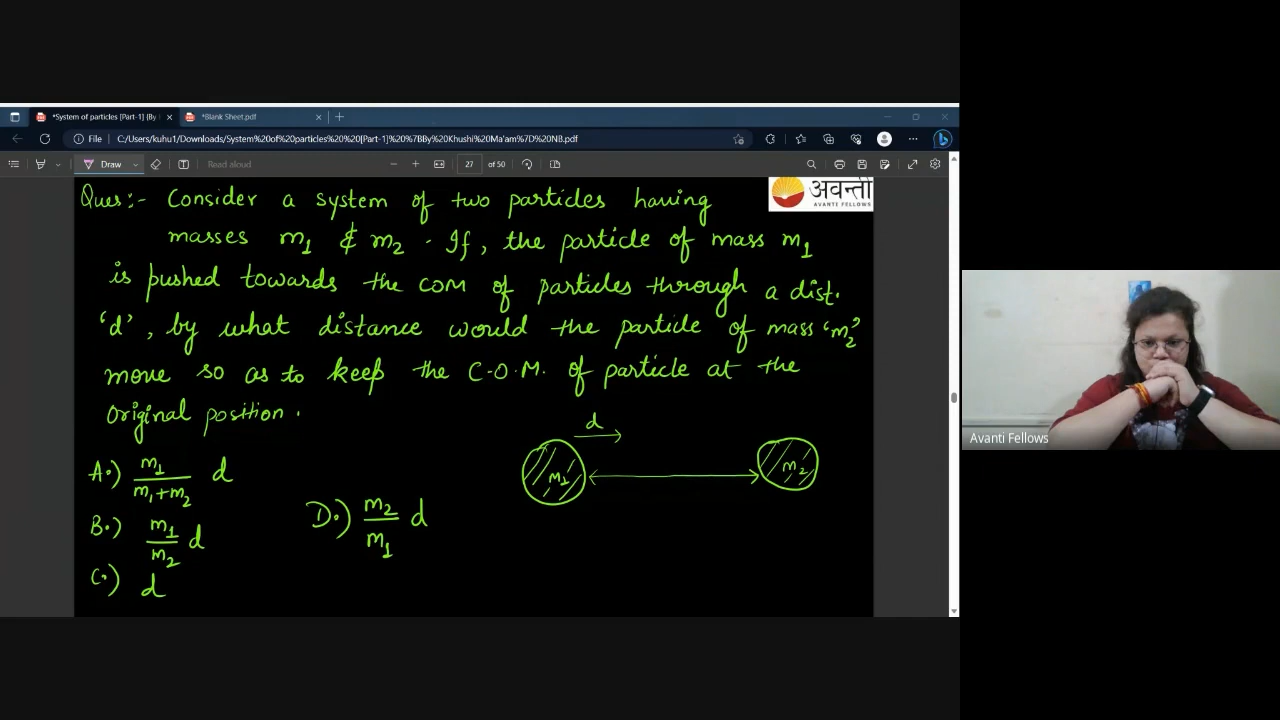 *System of particles [Part-1] {By
*Blank Sheet.pdf
File
C:/Users/kuhu1/Downloads/System%20of%20particles%20%20[Part-1]%20%7BBy%20Khushi%20Ma'am%7D%20NB.pdf
Draw
Read aloud
27 of 50
अवन्ती
AVANTI FELLOWS
Ques:- Consider a system of two particles having
masses m₁ & m₂. If, the particle of mass m₁
is pushed towards the COM of particles through a dist.
'd', by what distance would the particle of mass 'm₂'
move so as to keep the C.O.M. of particle at the
original position.
A.) m₁/(m₁+m₂) d
B.) m₁/m₂ d
C.) d
D.) m₂/m₁ d
d
m₁
m₂
Avanti Fellows